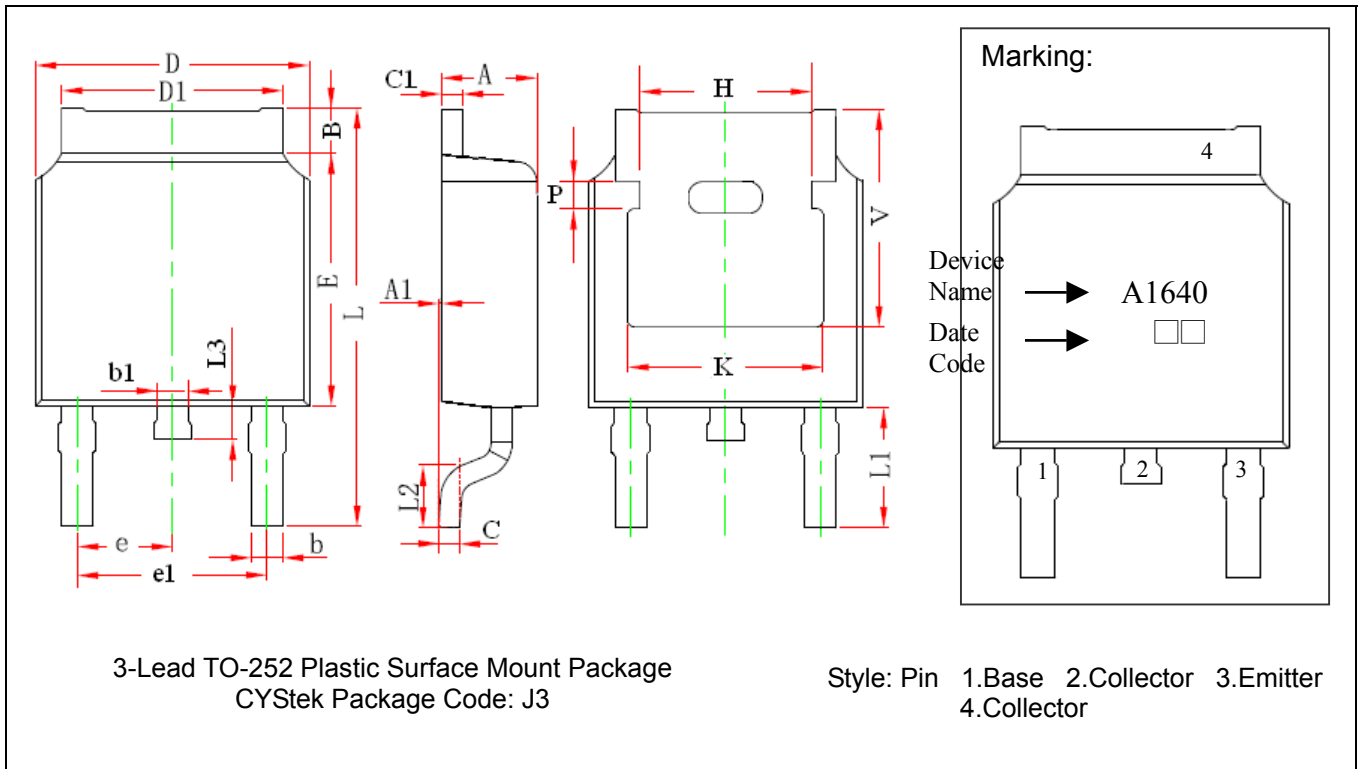 D
D1
B
E
L
L3
b1
e
b
e1
C1
A
A1
L2
C
H
P
V
K
L1
Marking:
4
Device
Name
A1640
Date
Code
1
2
3
3-Lead TO-252 Plastic Surface Mount Package
CYStek Package Code: J3
Style: Pin 1.Base 2.Collector 3.Emitter
4.Collector